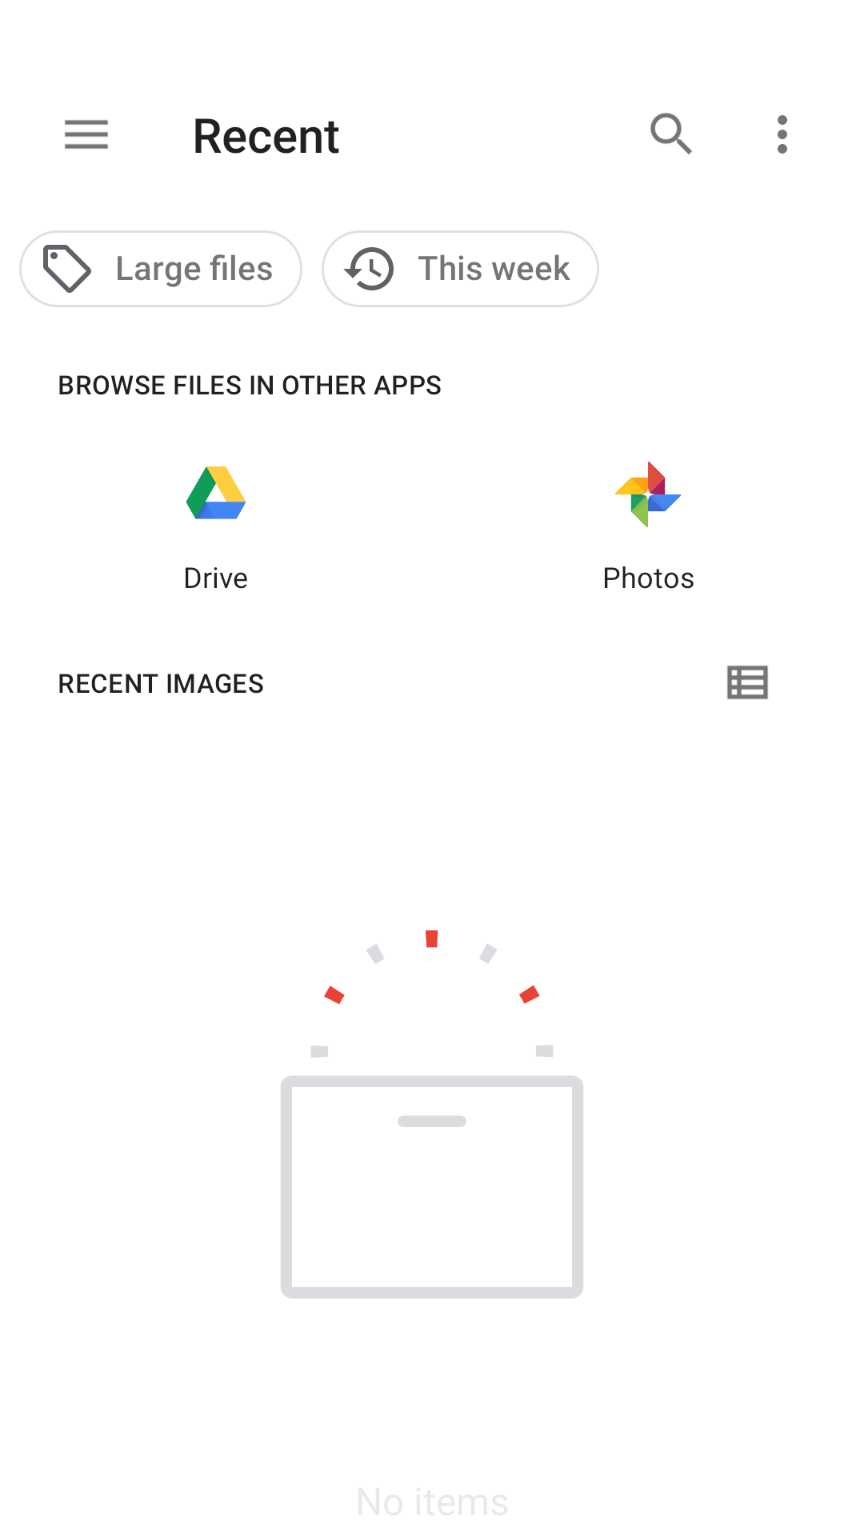 Recent
Large files
This week
BROWSE FILES IN OTHER APPS
Drive
Photos
RECENT IMAGES
No items